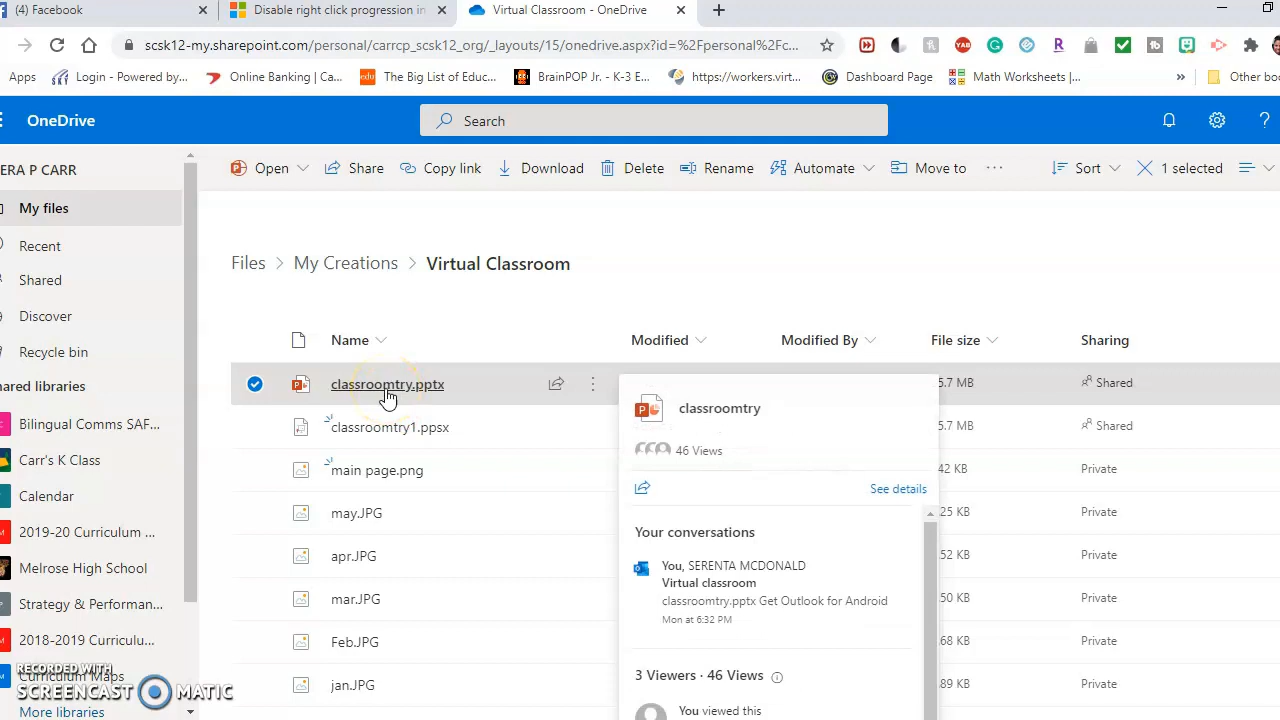 (4) Facebook
Disable right click progression in
Virtual Classroom - OneDrive
scsk12-my.sharepoint.com/personal/carrcp_scsk12_org/_layouts/15/onedrive.aspx?id=%2Fpersonal%2Fc...
Apps
Login - Powered by...
Online Banking | Ca...
The Big List of Educ...
BrainPOP Jr. - K-3 E...
https://workers.virt...
Dashboard Page
Math Worksheets |...
»
Other boo
OneDrive
Search
?
ERA P CARR
Open
Share
Copy link
Download
Delete
Rename
Automate
Move to
...
Sort
1 selected
My files
Recent
Shared
Discover
Recycle bin
hared libraries
Bilingual Comms SAF...
Carr's K Class
Calendar
2019-20 Curriculum ...
Melrose High School
Strategy & Performan...
2018-2019 Curriculu...
Curriculum Maps
More libraries
Files > My Creations > Virtual Classroom
Name
Modified
Modified By
File size
Sharing
classroomtry.pptx
5.7 MB
Shared
classroomtry1.ppsx
5.7 MB
Shared
main page.png
42 KB
Private
may.JPG
25 KB
Private
apr.JPG
52 KB
Private
mar.JPG
50 KB
Private
Feb.JPG
68 KB
Private
jan.JPG
89 KB
Private
classroomtry
46 Views
See details
Your conversations
You, SERENTA MCDONALD
Virtual classroom
classroomtry.pptx Get Outlook for Android
Mon at 6:32 PM
3 Viewers · 46 Views
You viewed this
RECORDED WITH
SCREENCAST MATIC